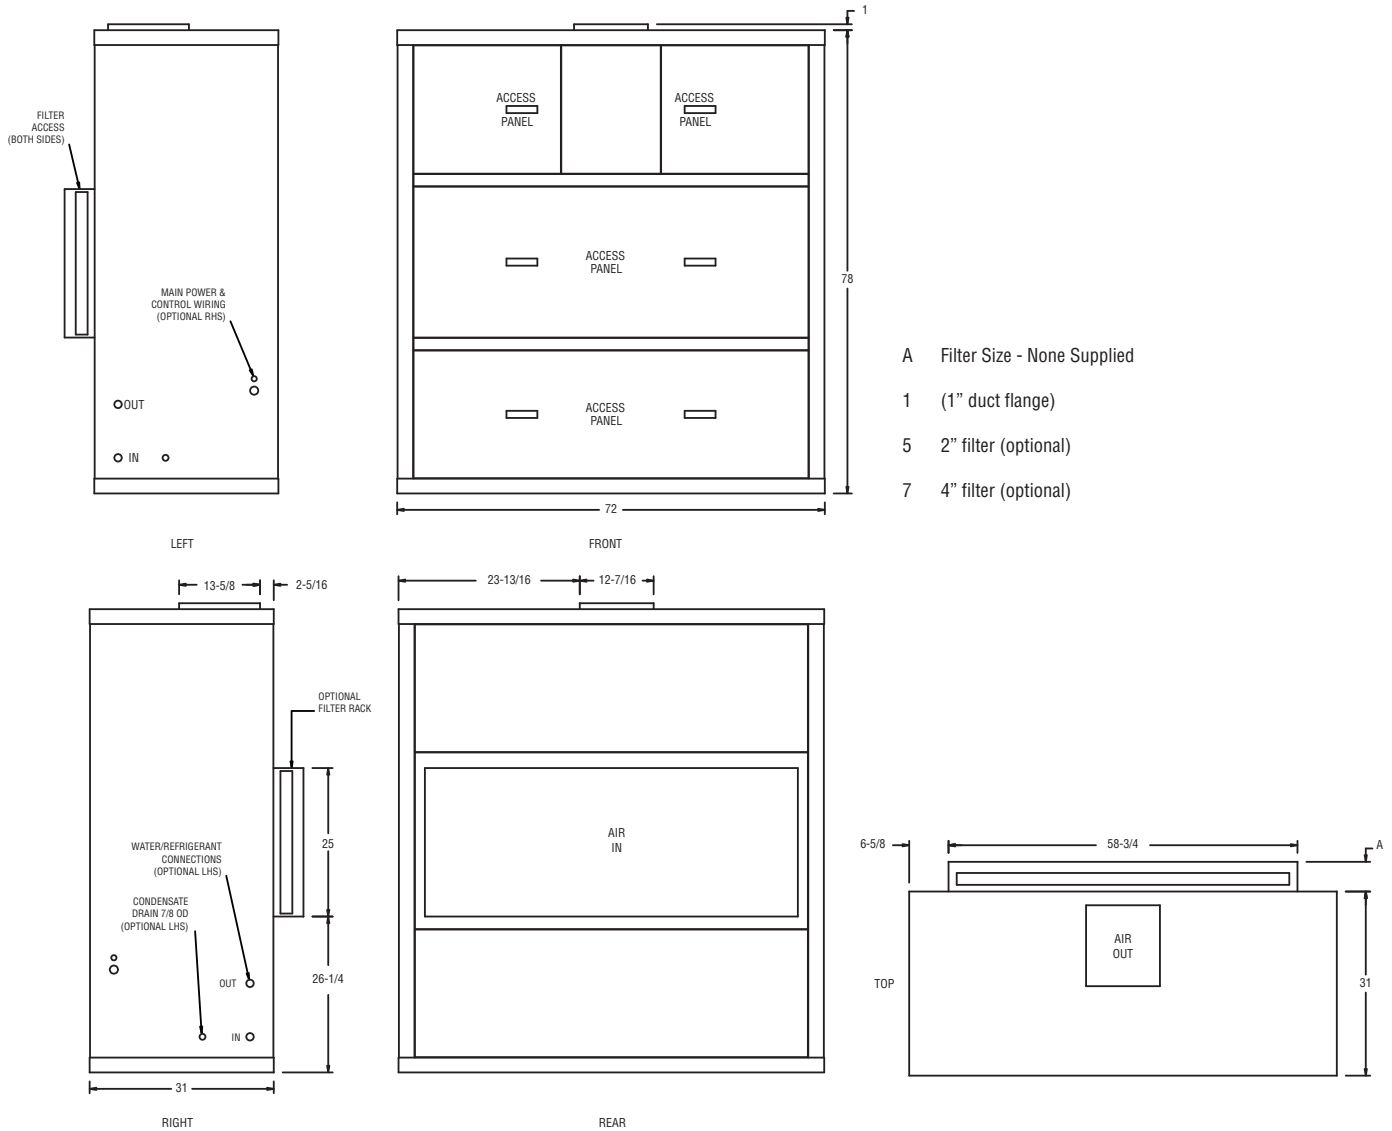 1
ACCESS
PANEL
ACCESS
PANEL
FILTER
ACCESS
(BOTH SIDES)
ACCESS
PANEL
78
MAIN POWER &
CONTROL WIRING
(OPTIONAL RHS)
OUT
IN
ACCESS
PANEL
72
LEFT
FRONT
A Filter Size - None Supplied
1 (1” duct flange)
5 2” filter (optional)
7 4” filter (optional)
13-5/8
2-5/16
23-13/16
12-7/16
OPTIONAL
FILTER RACK
25
WATER/REFRIGERANT
CONNECTIONS
(OPTIONAL LHS)
CONDENSATE
DRAIN 7/8 OD
(OPTIONAL LHS)
OUT
IN
26-1/4
31
RIGHT
AIR
IN
REAR
6-5/8
58-3/4
A
AIR
OUT
TOP
31